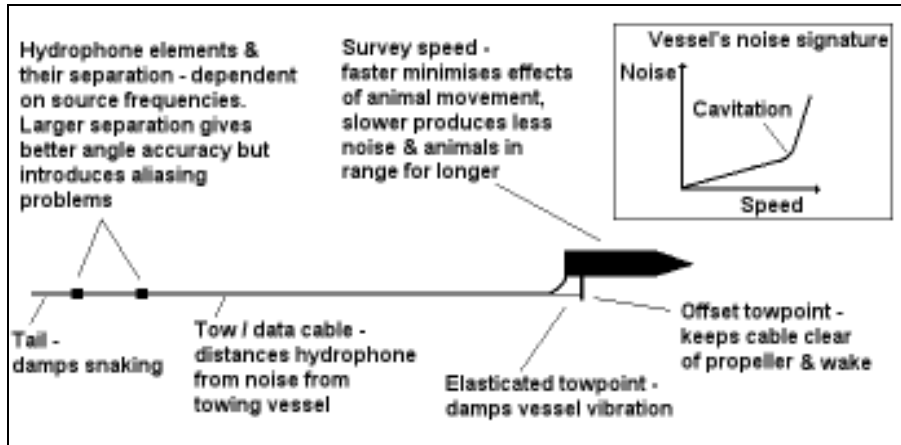 Hydrophone elements &
their separation - dependent
on source frequencies.
Larger separation gives
better angle accuracy but
introduces aliasing
problems
Survey speed -
faster minimises effects
of animal movement,
slower produces less
noise & animals in
range for longer
Vessel's noise signature
Noise
Cavitation
Speed
Tail -
damps snaking
Tow / data cable -
distances hydrophone
from noise from
towing vessel
Elasticated towpoint -
damps vessel vibration
Offset towpoint -
keeps cable clear
of propeller & wake